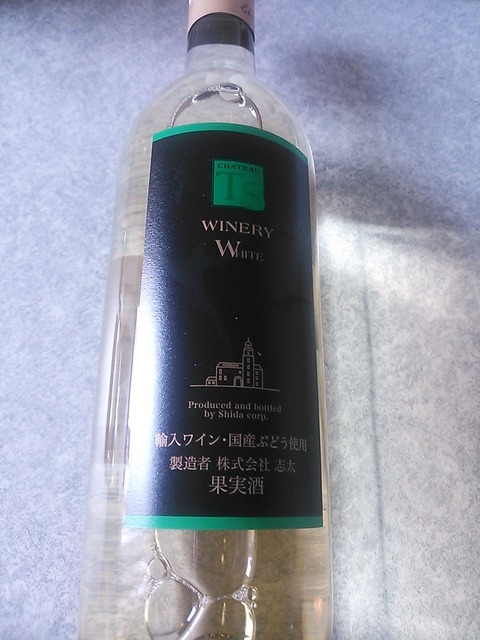 CHATEAU
TS
WINERY
WHITE
Produced and bottled
by Shida corp.
輸入ワイン・国産ぶどう使用
製造者 株式会社 志太
果実酒